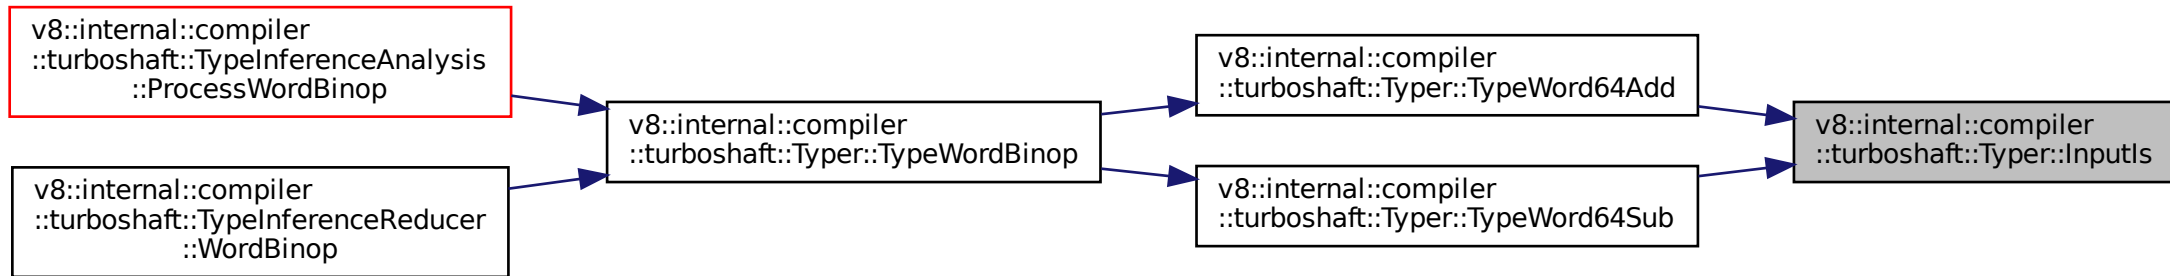 v8::internal::compiler
::turboshaft::TypeInferenceAnalysis
::ProcessWordBinop
v8::internal::compiler
::turboshaft::TypeInferenceReducer
::WordBinop
v8::internal::compiler
::turboshaft::Typer::TypeWordBinop
v8::internal::compiler
::turboshaft::Typer::TypeWord64Add
v8::internal::compiler
::turboshaft::Typer::TypeWord64Sub
v8::internal::compiler
::turboshaft::Typer::InputIs